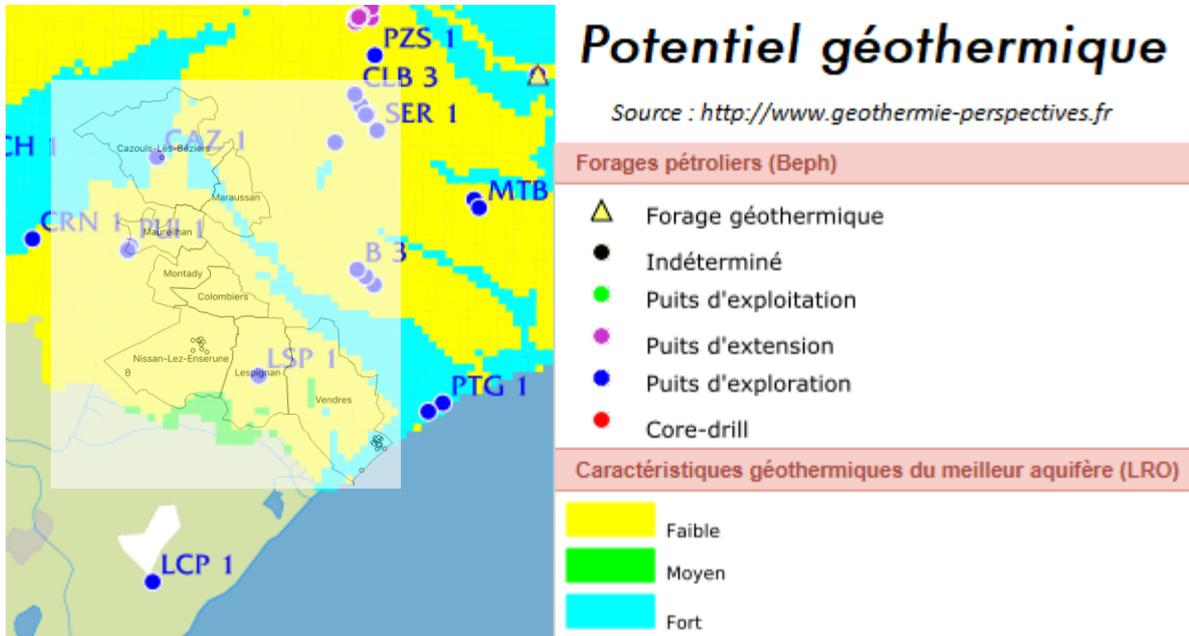 PZS 1
CLB 3
SER 1
CH 1
CAZ 1
Cazouls-Lès-Béziers
Maraussan
MTB
CRN 1
PUI 1
Maureilhan
B 3
Montady
Colombiers
LSP 1
Nissan-Lez-Enserune
8
Lespignan
Vendres
PTG 1
LCP 1
Potentiel géothermique
Source : http://www.geothermie-perspectives.fr
Forages pétroliers (Beph)
Forage géothermique
Indéterminé
Puits d'exploitation
Puits d'extension
Puits d'exploration
Core-drill
Caractéristiques géothermiques du meilleur aquifère (LRO)
Faible
Moyen
Fort